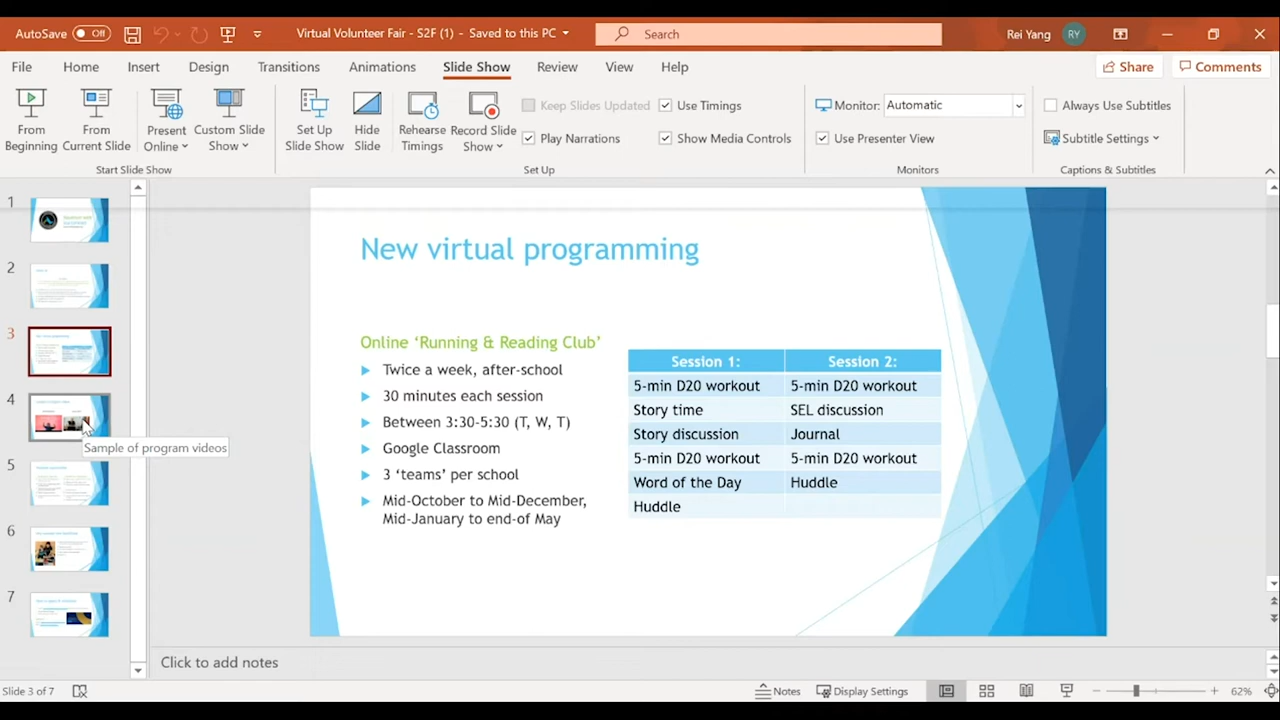 AutoSave Off
Virtual Volunteer Fair - S2F (1) - Saved to this PC
Search
Rei Yang RY
File Home Insert Design Transitions Animations Slide Show Review View Help
Share Comments
From Beginning
From Current Slide
Present Online
Custom Slide Show
Set Up Slide Show
Hide Slide
Rehearse Timings
Record Slide Show
Keep Slides Updated
Play Narrations
Use Timings
Show Media Controls
Monitor: Automatic
Use Presenter View
Always Use Subtitles
Subtitle Settings
Start Slide Show
Set Up
Monitors
Captions & Subtitles
1
2
3
4
Sample of program videos
5
6
7
New virtual programming
Online ‘Running & Reading Club’
Twice a week, after-school
30 minutes each session
Between 3:30-5:30 (T, W, T)
Google Classroom
3 ‘teams’ per school
Mid-October to Mid-December,
Mid-January to end-of May
Session 1: Session 2:
5-min D20 workout 5-min D20 workout
Story time SEL discussion
Story discussion Journal
5-min D20 workout 5-min D20 workout
Word of the Day Huddle
Huddle
Click to add notes
Slide 3 of 7
Notes Display Settings
62%